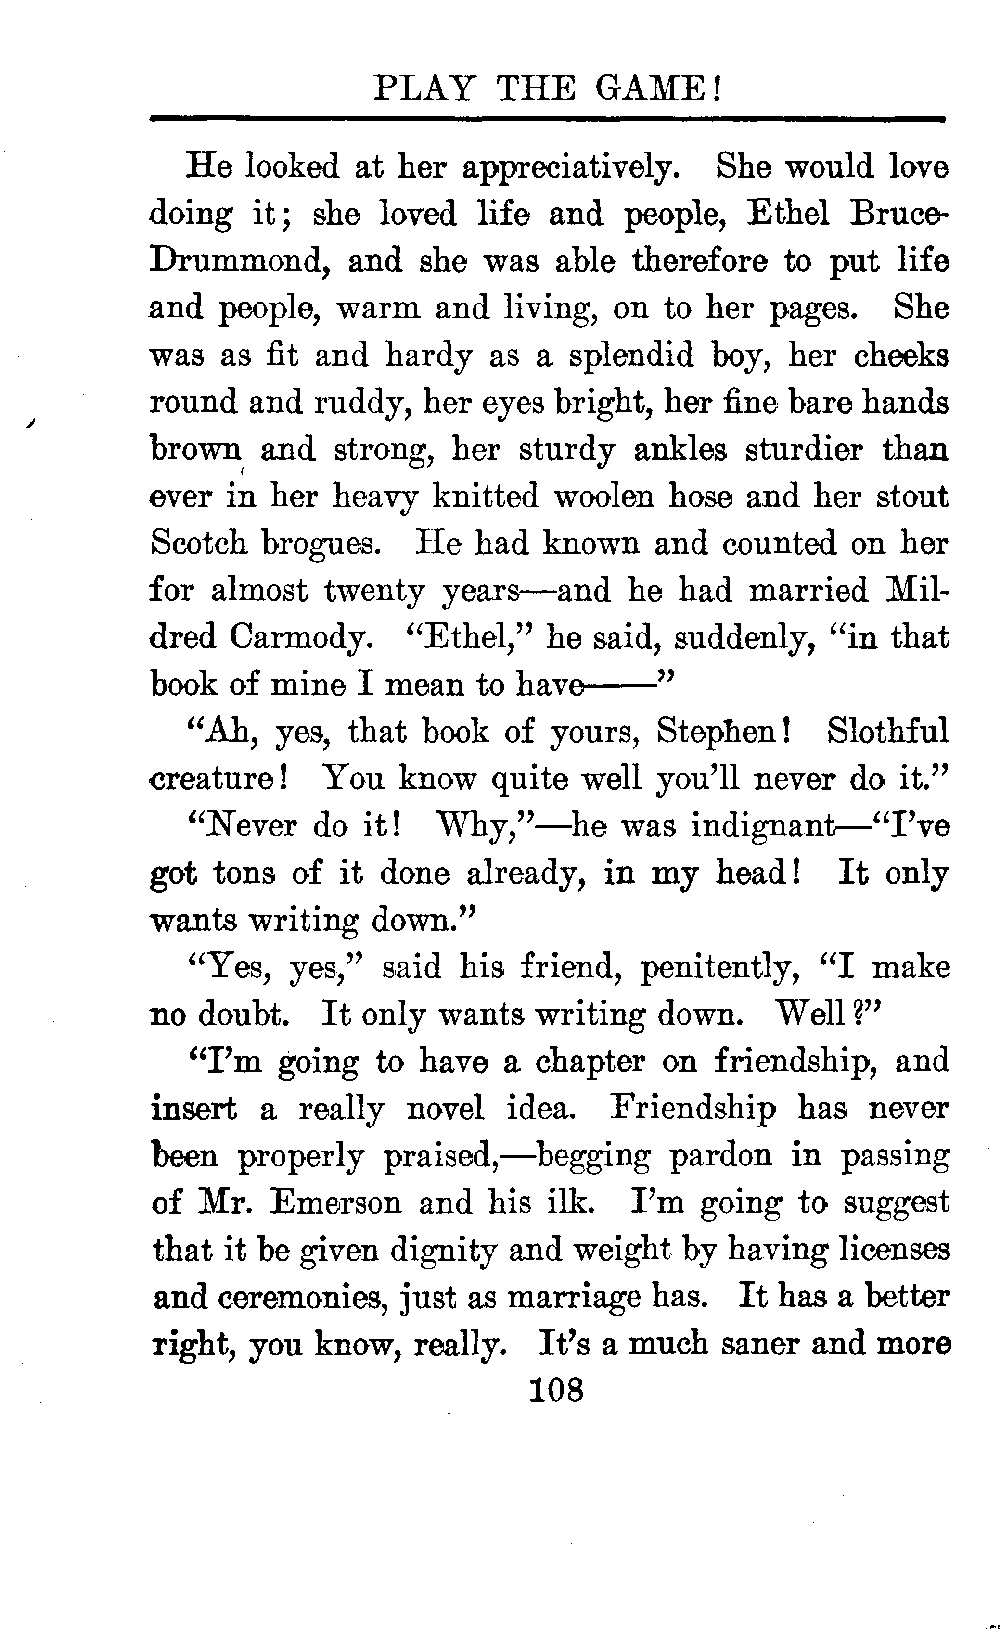 PLAY THE GAME!
He looked at her appreciatively. She would love
doing it; she loved life and people, Ethel Bruce-
Drummond, and she was able therefore to put life
and people, warm and living, on to her pages. She
was as fit and hardy as a splendid boy, her cheeks
round and ruddy, her eyes bright, her fine bare hands
brown and strong, her sturdy ankles sturdier than
ever in her heavy knitted woolen hose and her stout
Scotch brogues. He had known and counted on her
for almost twenty years—and he had married Mil-
dred Carmody. “Ethel,” he said, suddenly, “in that
book of mine I mean to have——”
“Ah, yes, that book of yours, Stephen! Slothful
creature! You know quite well you’ll never do it.”
“Never do it! Why,”—he was indignant—“I’ve
got tons of it done already, in my head! It only
wants writing down.”
“Yes, yes,” said his friend, penitently, “I make
no doubt. It only wants writing down. Well?”
“I’m going to have a chapter on friendship, and
insert a really novel idea. Friendship has never
been properly praised,—begging pardon in passing
of Mr. Emerson and his ilk. I’m going to suggest
that it be given dignity and weight by having licenses
and ceremonies, just as marriage has. It has a better
right, you know, really. It’s a much saner and more
108